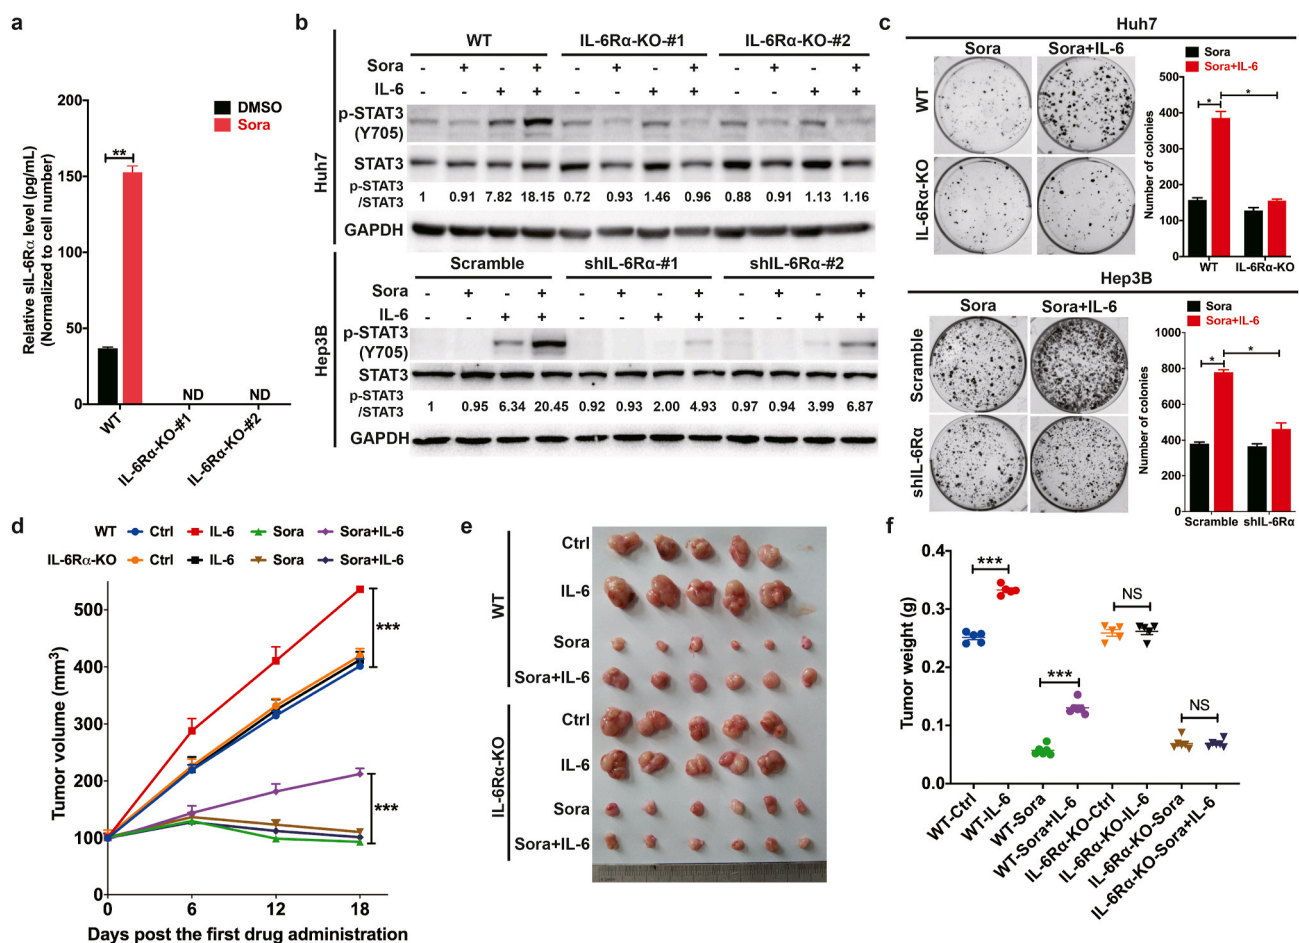 a
DMSO
Sora
**
Relative sIL-6Rα level (pg/mL)
(Normalized to cell number)
200
150
100
50
0
ND ND
WT
IL-6Rα-KO-#1
IL-6Rα-KO-#2
b
Huh7
WT IL-6Rα-KO-#1 IL-6Rα-KO-#2
Sora - + - + - + - + - + - +
IL-6 - - + + - - + + - - + +
p-STAT3
(Y705)
STAT3
p-STAT3
/STAT3
1 0.91 7.82 18.15 0.72 0.93 1.46 0.96 0.88 0.91 1.13 1.16
GAPDH
Hep3B
Scramble shIL-6Rα-#1 shIL-6Rα-#2
Sora - + - + - + - + - + - +
IL-6 - - + + - - + + - - + +
p-STAT3
(Y705)
STAT3
p-STAT3
/STAT3
1 0.95 6.34 20.45 0.92 0.93 2.00 4.93 0.97 0.94 3.99 6.87
GAPDH
c
Huh7
Sora Sora+IL-6
WT
IL-6Rα-KO
Sora
Sora+IL-6
Number of colonies
500
400
300
200
100
0
* *
WT IL-6Rα-KO
Hep3B
Sora Sora+IL-6
Scramble
shIL-6Rα
Sora
Sora+IL-6
Number of colonies
1000
800
600
400
200
0
* *
Scramble shIL-6Rα
d
WT Ctrl IL-6 Sora Sora+IL-6
IL-6Rα-KO Ctrl IL-6 Sora Sora+IL-6
Tumor volume (mm³)
500
400
300
200
100
0
***
***
0 6 12 18
Days post the first drug administration
e
WT
Ctrl
IL-6
Sora
Sora+IL-6
IL-6Rα-KO
Ctrl
IL-6
Sora
Sora+IL-6
f
Tumor weight (g)
0.4
0.3
0.2
0.1
0.0
***
***
NS
NS
WT-Ctrl
WT-IL-6
WT-Sora
WT-Sora+IL-6
IL-6Rα-KO-Ctrl
IL-6Rα-KO-IL-6
IL-6Rα-KO-Sora
IL-6Rα-KO-Sora+IL-6